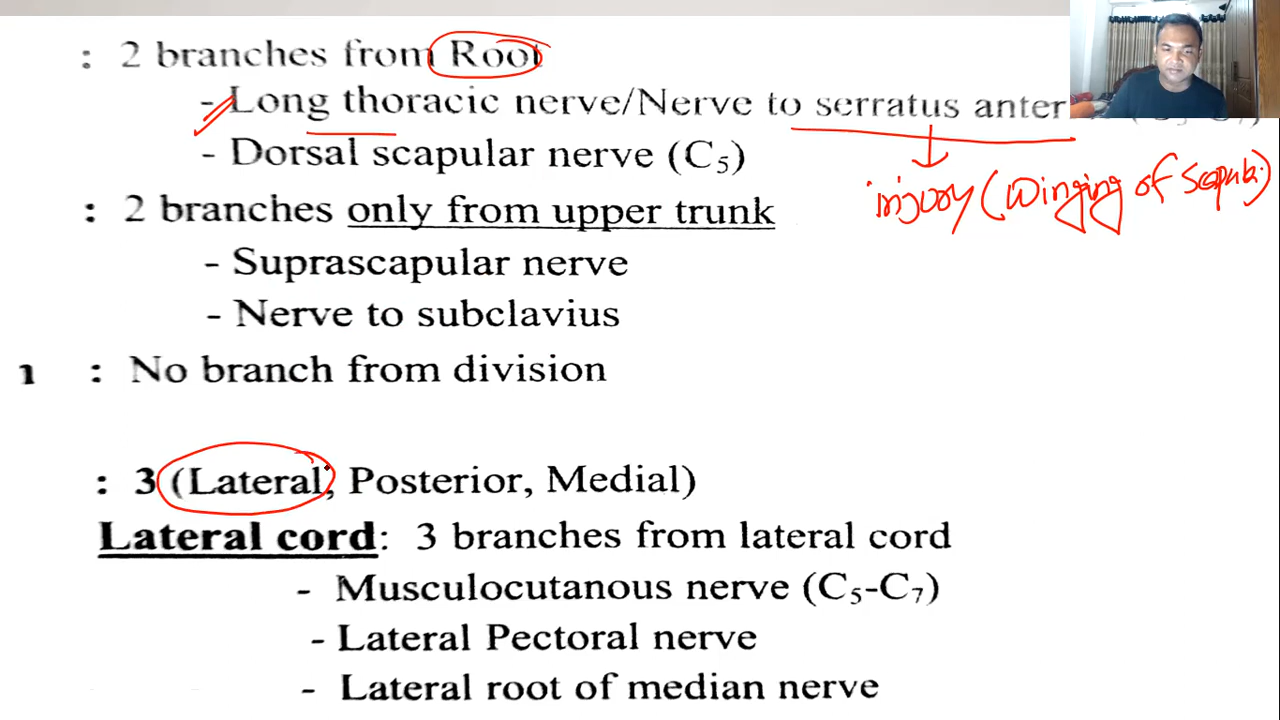 : 2 branches from Root
- Long thoracic nerve/Nerve to serratus anter
injury (Winging of Scapula)
- Dorsal scapular nerve (C₅)
: 2 branches only from upper trunk
- Suprascapular nerve
- Nerve to subclavius
: No branch from division
: 3 (Lateral, Posterior, Medial)
Lateral cord: 3 branches from lateral cord
- Musculocutanous nerve (C₅-C₇)
- Lateral Pectoral nerve
- Lateral root of median nerve